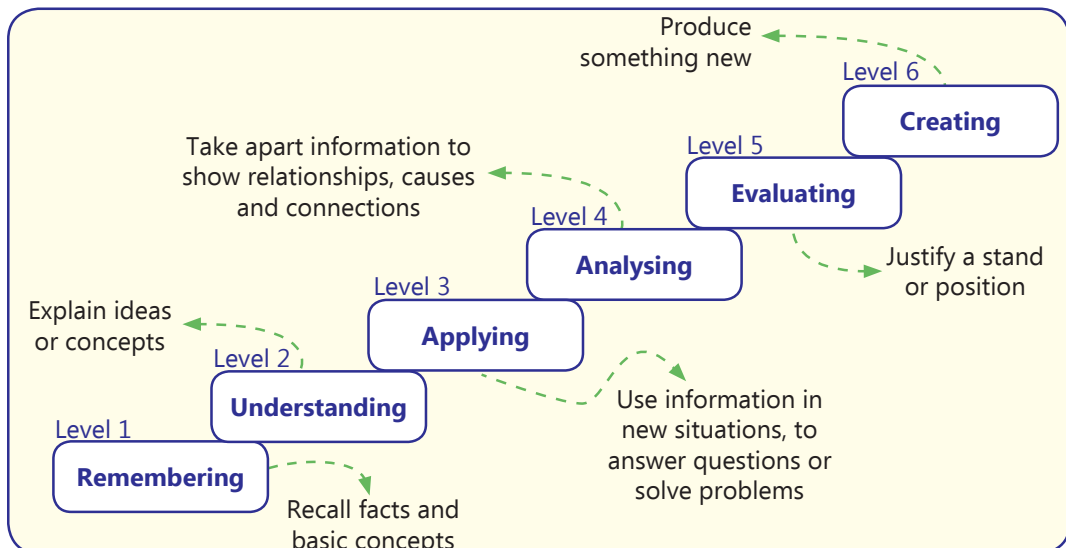 Produce
something new
Level 6
Creating
Take apart information to
show relationships, causes
and connections
Level 5
Evaluating
Justify a stand
or position
Level 4
Analysing
Explain ideas
or concepts
Level 3
Applying
Use information in
new situations, to
answer questions or
solve problems
Level 2
Understanding
Level 1
Remembering
Recall facts and
basic concepts